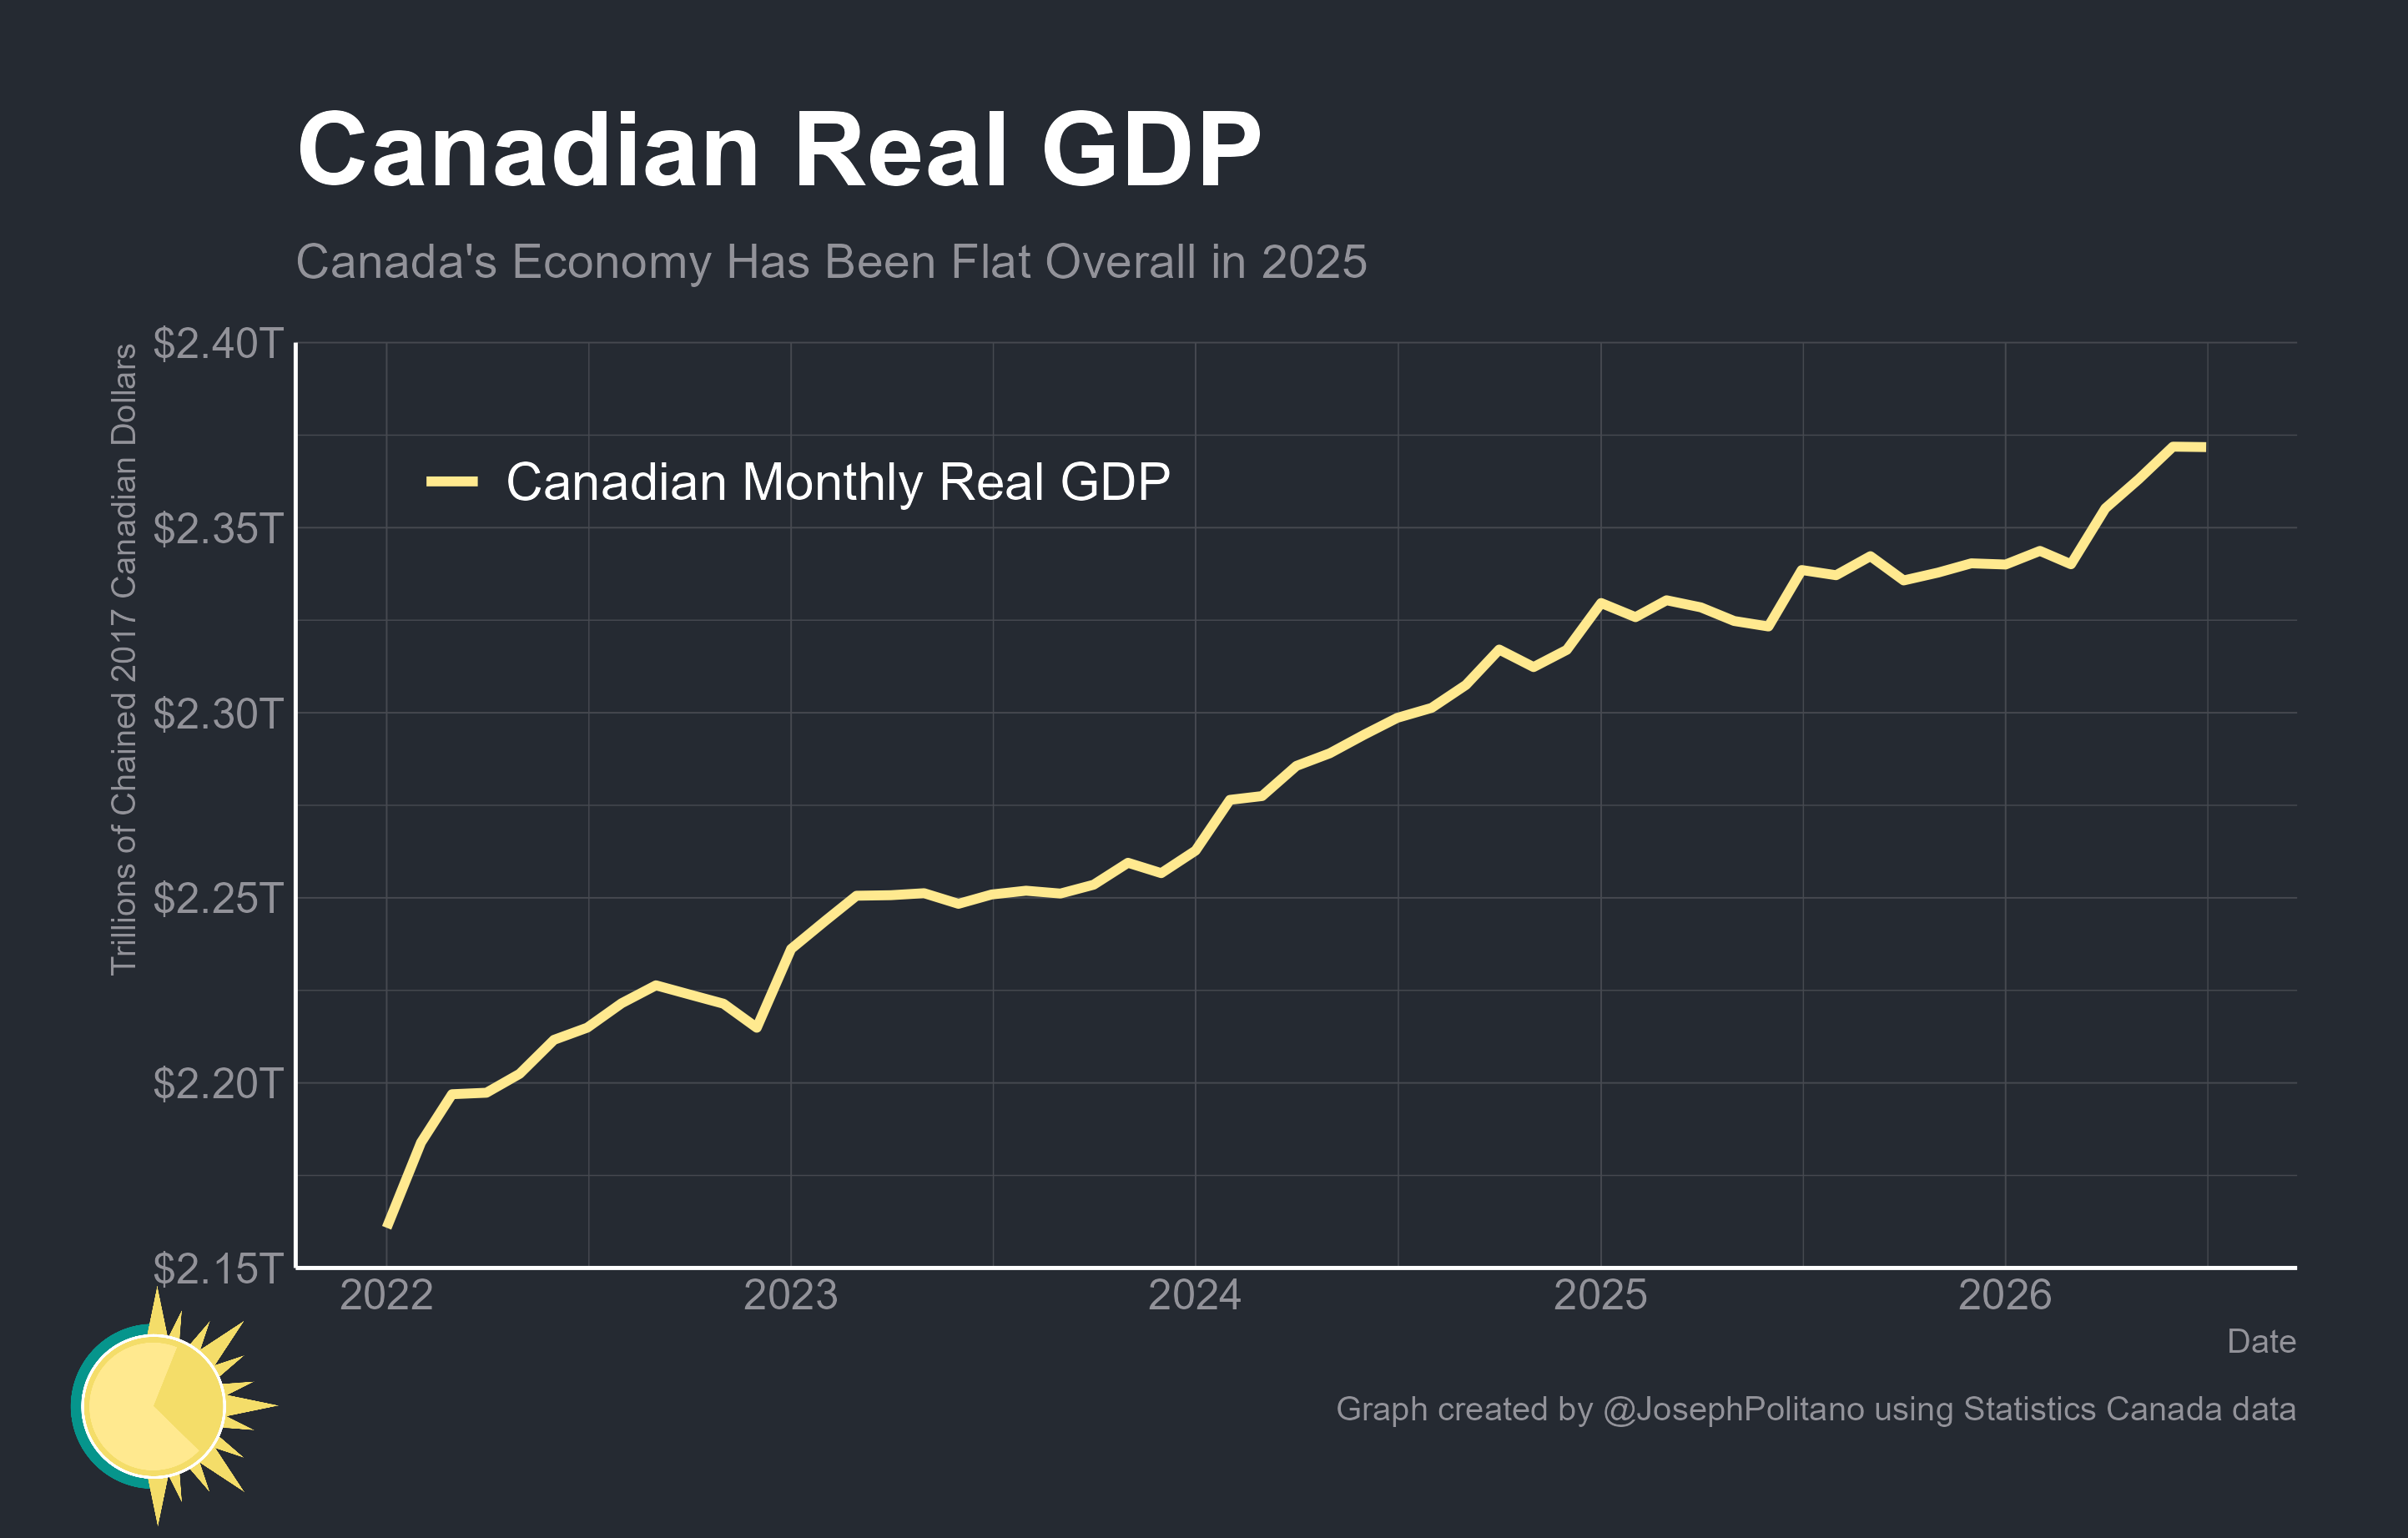 Canadian Real GDP
Canada's Economy Has Been Flat Overall in 2025
Trillions of Chained 2017 Canadian Dollars
$2.40T
$2.35T
$2.30T
$2.25T
$2.20T
$2.15T
Canadian Monthly Real GDP
2022
2023
2024
2025
2026
Date
Graph created by @JosephPolitano using Statistics Canada data